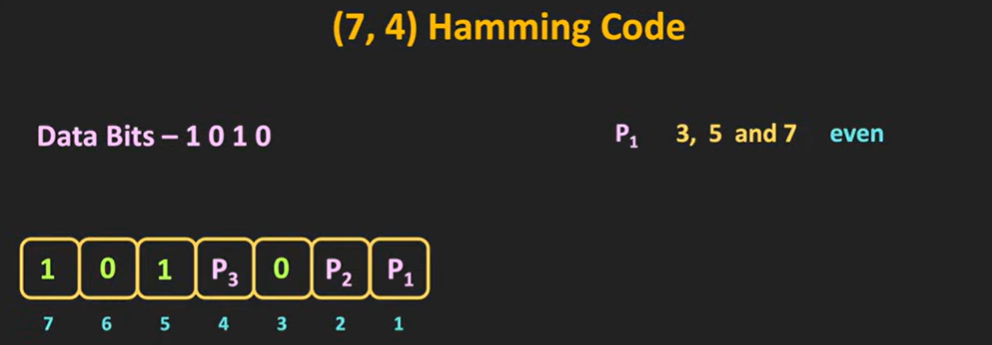 (7, 4) Hamming Code
Data Bits – 1 0 1 0
P₁ 3, 5 and 7 even
1 0 1 P₃ 0 P₂ P₁
7 6 5 4 3 2 1